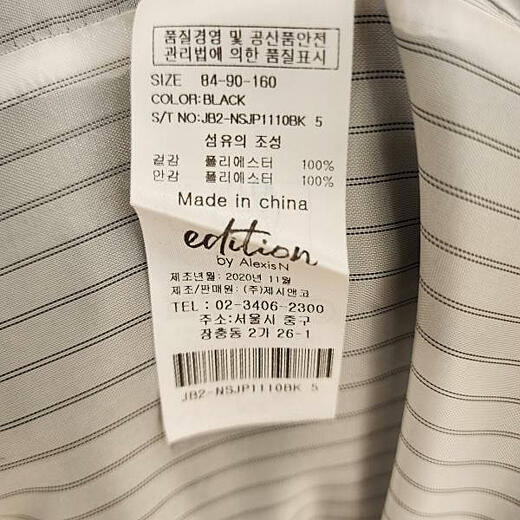 품질경영 및 공산품안전
관리법에 의한 품질표시
SIZE 84-90-160
COLOR:BLACK
S/T NO:JB2-NSJP1110BK 5
섬유의 조성
겉감 폴리에스터 100%
안감 폴리에스터 100%
Made in china
edition
by AlexisN
제조년월: 2020년 11월
제조/판매원: (주)제시앤코
TEL : 02-3406-2300
주소:서울시 중구
장충동 2가 26-1
JB2-NSJP1110BK 5